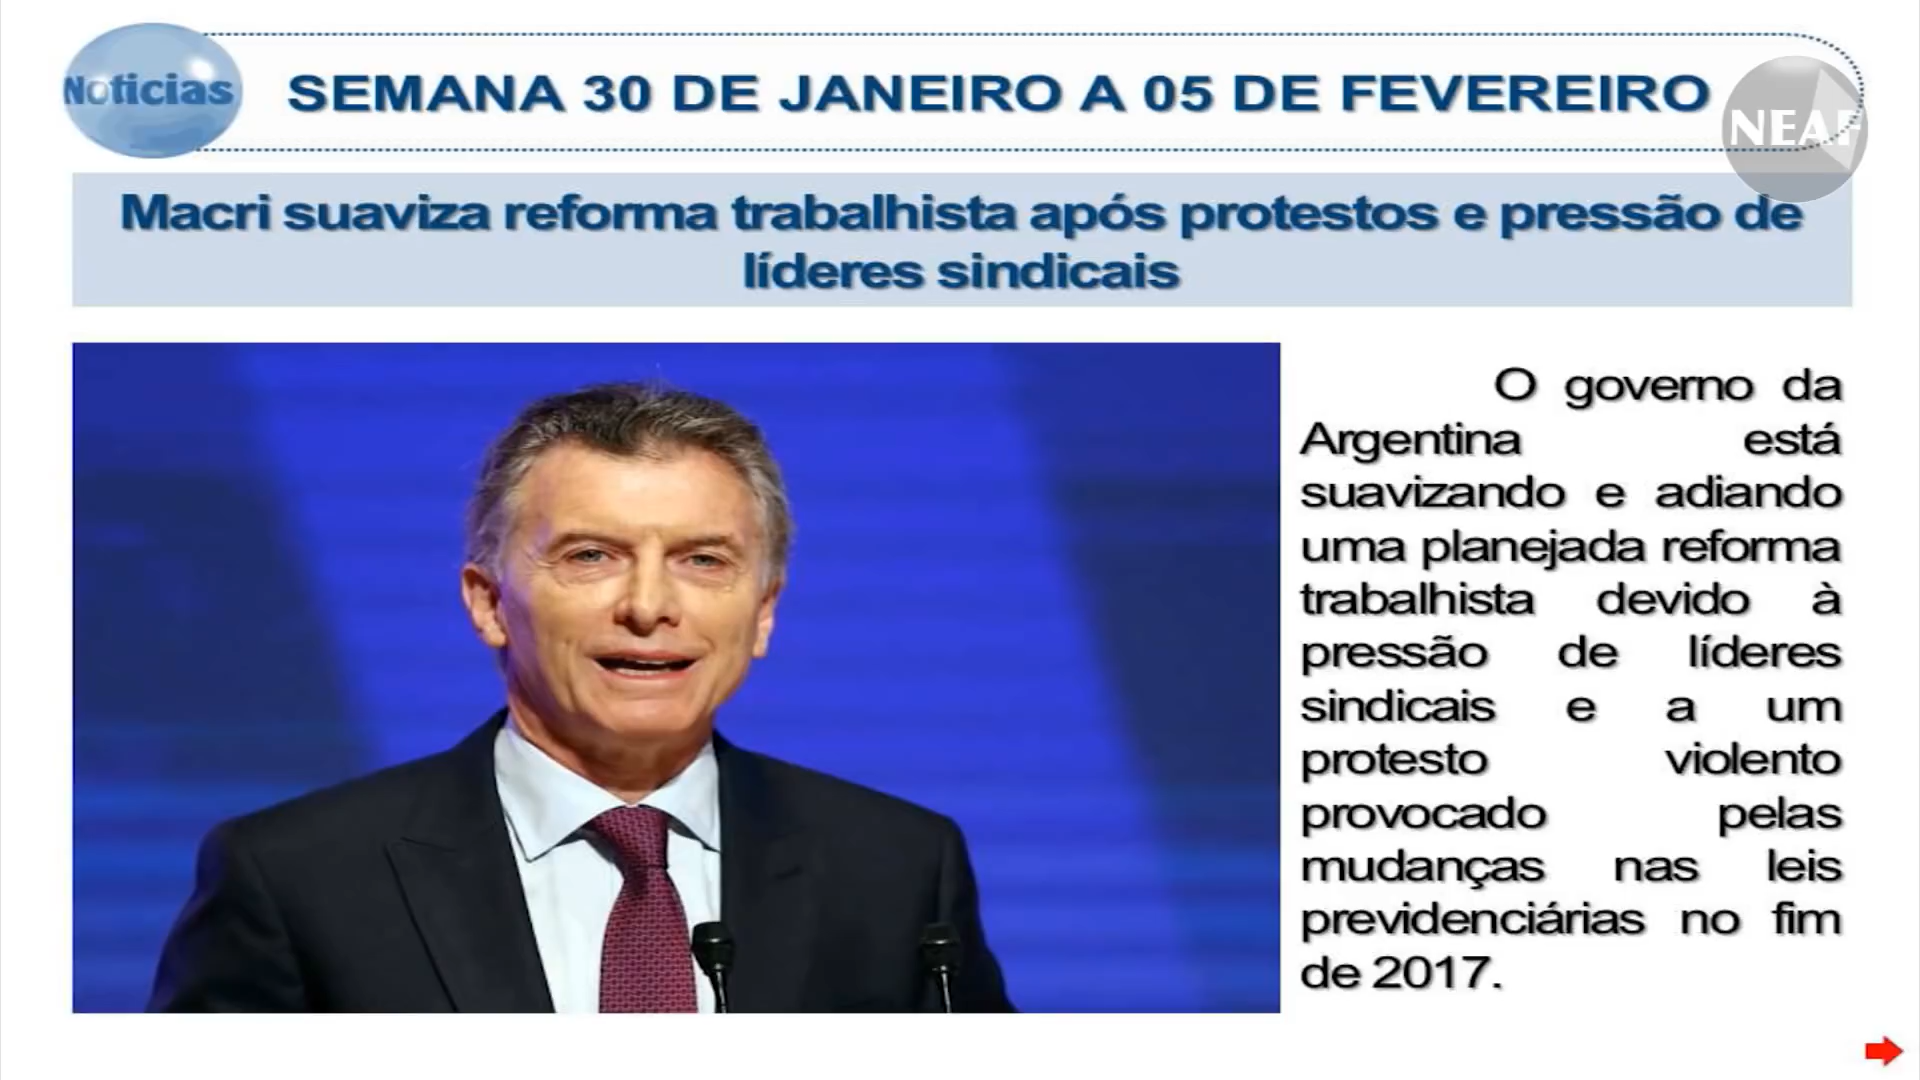 Noticias
SEMANA 30 DE JANEIRO A 05 DE FEVEREIRO
NEAF
Macri suaviza reforma trabalhista após protestos e pressão de
líderes sindicais
O governo da
Argentina está
suavizando e adiando
uma planejada reforma
trabalhista devido à
pressão de líderes
sindicais e a um
protesto violento
provocado pelas
mudanças nas leis
previdenciárias no fim
de 2017.